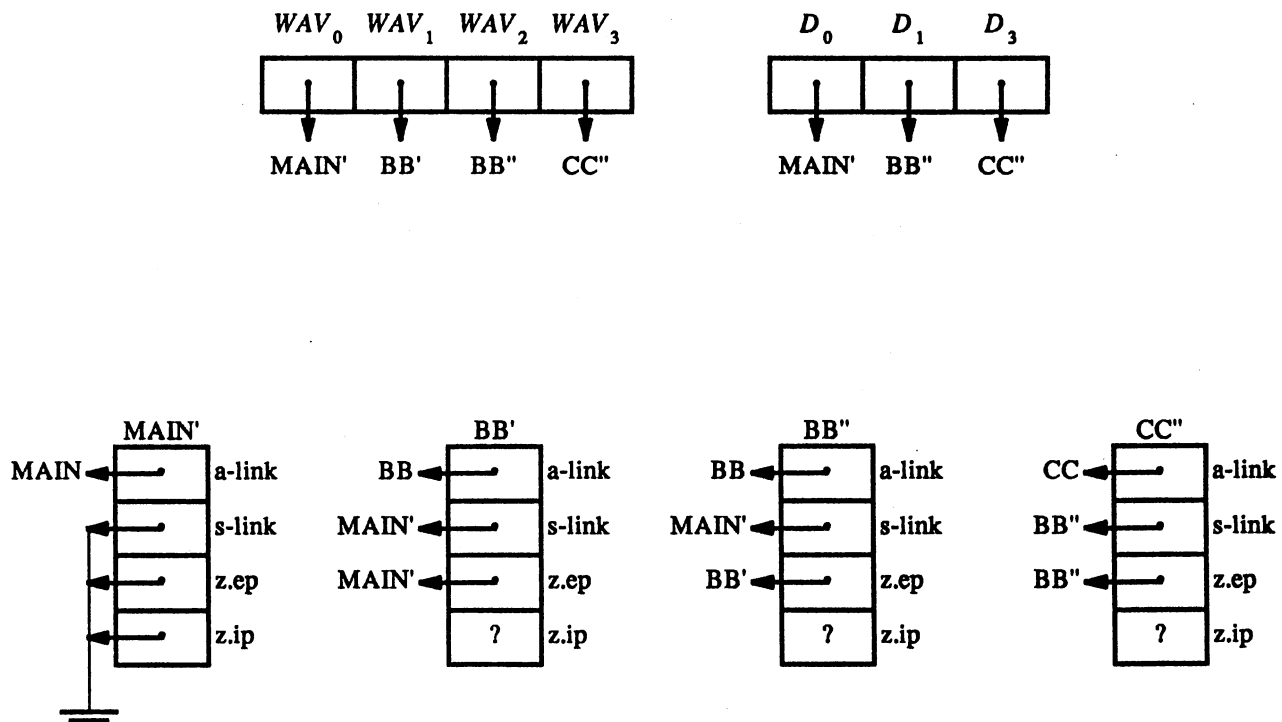 WAV0 WAV1 WAV2 WAV3 D0 D1 D3
MAIN' BB' BB" CC" MAIN' BB" CC"
MAIN' BB' BB" CC"
MAIN a-link BB a-link BB a-link CC a-link
s-link MAIN' s-link MAIN' s-link BB" s-link
z.ep MAIN' z.ep BB' z.ep BB" z.ep
z.ip ? z.ip ? z.ip ? z.ip